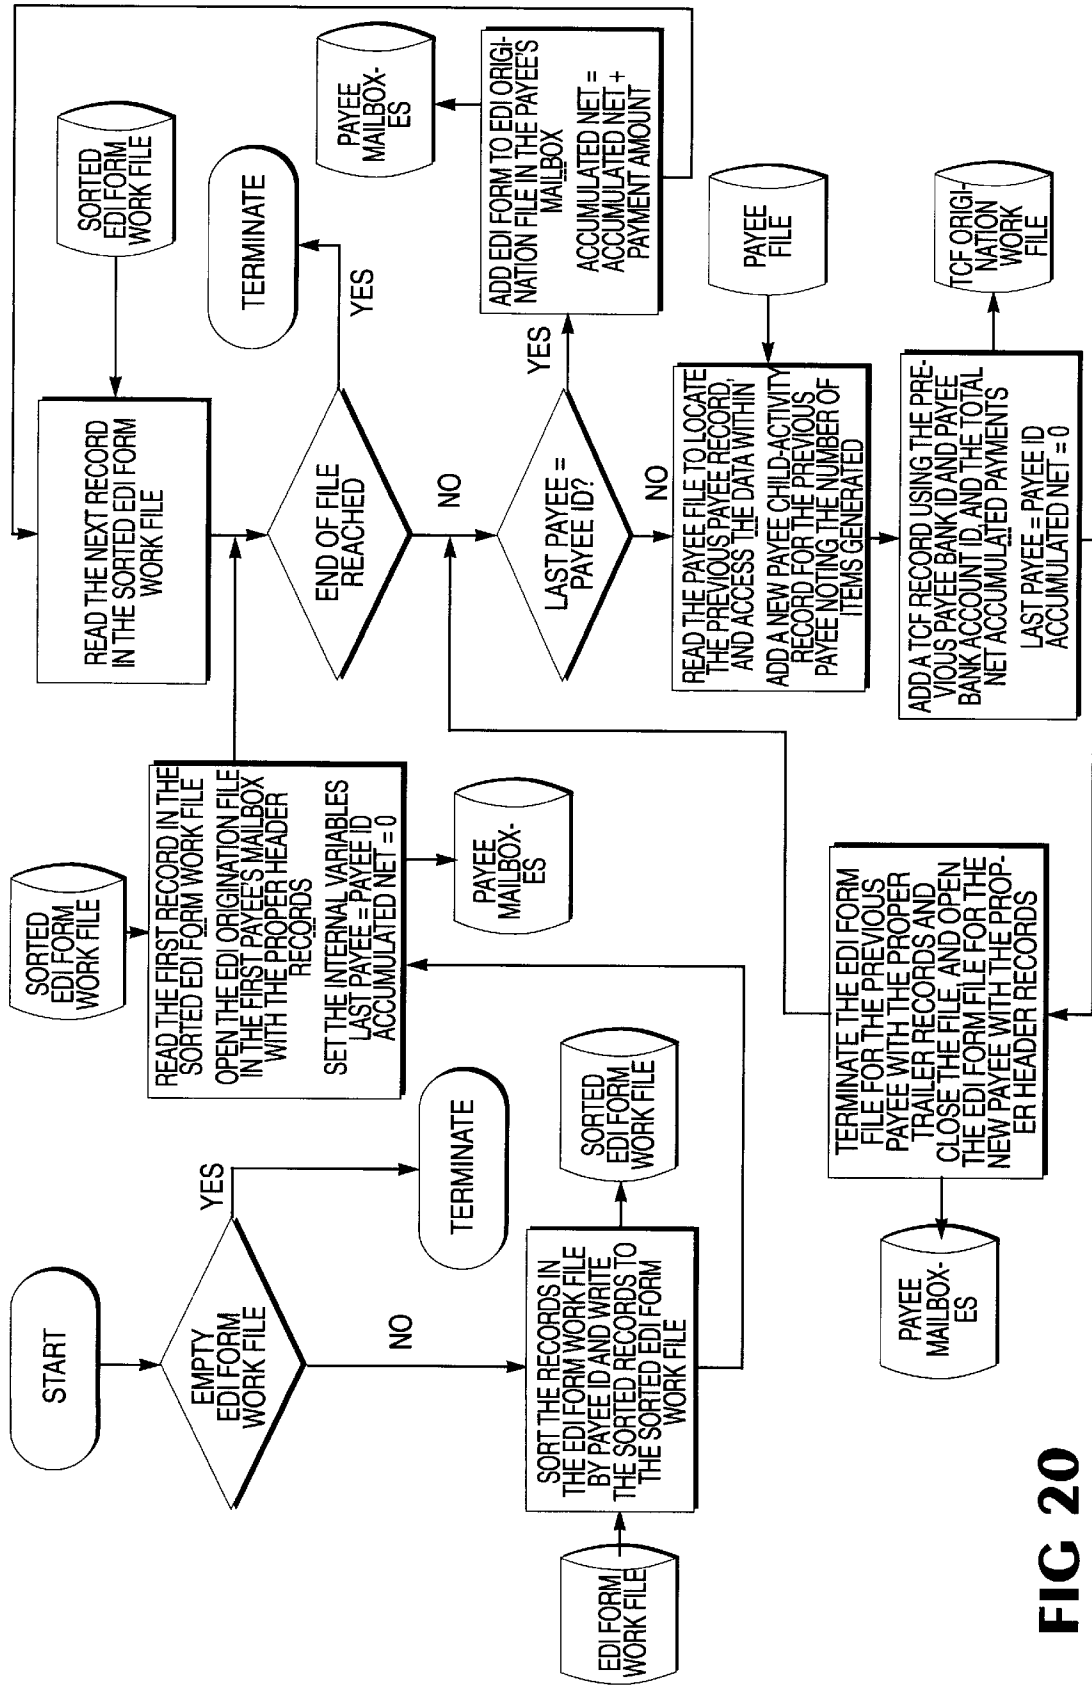 START
EMPTY
EDI FORM
WORK FILE
YES
NO
TERMINATE
EDI FORM
WORK FILE
SORT THE RECORDS IN
THE EDI FORM WORK FILE
BY PAYEE ID AND WRITE
THE SORTED RECORDS TO
THE SORTED EDI FORM
WORK FILE
SORTED
EDI FORM
WORK FILE
SORTED
EDI FORM
WORK FILE
READ THE FIRST RECORD IN THE
SORTED EDI FORM WORK FILE
OPEN THE EDI ORIGINATION FILE
IN THE FIRST PAYEE'S MAILBOX
WITH THE PROPER HEADER
RECORDS
SET THE INTERNAL VARIABLES
LAST PAYEE = PAYEE ID
ACCUMULATED NET = 0
PAYEE
MAILBOX-
ES
READ THE NEXT RECORD
IN THE SORTED EDI FORM
WORK FILE
SORTED
EDI FORM
WORK FILE
END OF FILE
REACHED
YES
TERMINATE
NO
LAST PAYEE =
PAYEE ID?
YES
ADD EDI FORM TO EDI ORIGI-
NATION FILE IN THE PAYEE'S
MAILBOX
ACCUMULATED NET =
ACCUMULATED NET +
PAYMENT AMOUNT
PAYEE
MAILBOX-
ES
NO
READ THE PAYEE FILE TO LOCATE
THE PREVIOUS PAYEE RECORD,
AND ACCESS THE DATA WITHIN,
ADD A NEW PAYEE CHILD-ACTIVITY
RECORD FOR THE PREVIOUS
PAYEE NOTING THE NUMBER OF
ITEMS GENERATED
PAYEE
FILE
ADD A TCF RECORD USING THE PRE-
VIOUS PAYEE BANK ID AND PAYEE
BANK ACCOUNT ID, AND THE TOTAL
NET ACCUMULATED PAYMENTS
LAST PAYEE = PAYEE ID
ACCUMULATED NET = 0
TCF ORIGI-
NATION
WORK
FILE
TERMINATE THE EDI FORM
FILE FOR THE PREVIOUS
PAYEE WITH THE PROPER
TRAILER RECORDS AND
CLOSE THE FILE, AND OPEN
THE EDI FORM FILE FOR THE
NEW PAYEE WITH THE PROP-
ER HEADER RECORDS
PAYEE
MAILBOX-
ES
FIG 20